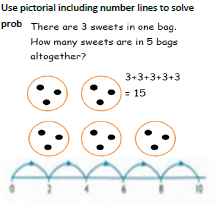 Use pictorial including number lines to solve
prob There are 3 sweets in one bag.
How many sweets are in 5 bags
altogether?
3+3+3+3+3
= 15
0 2 4 6 8 10